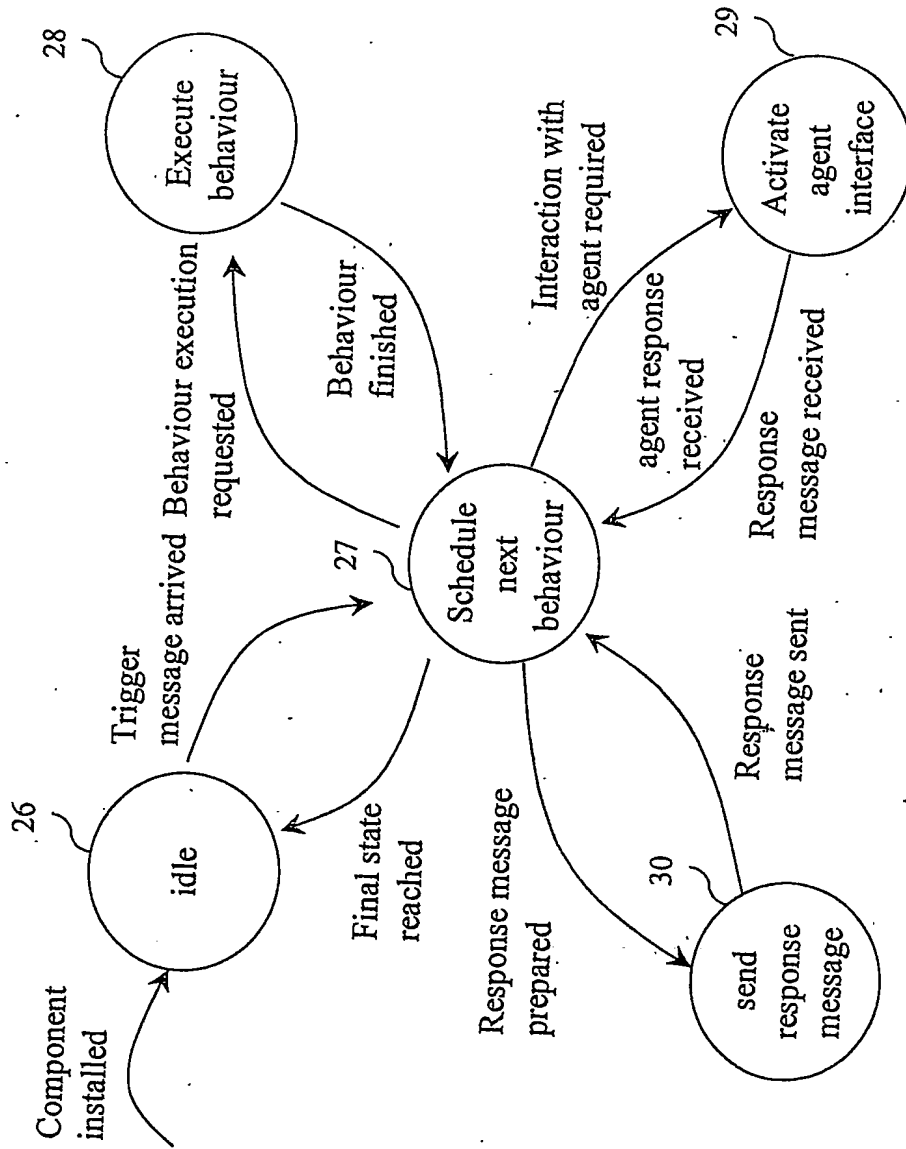 Component
installed
26
idle
Trigger
message arrived
Final state
reached
Behaviour execution
requested
28
Execute
behaviour
Behaviour
finished
27
Schedule
next
behaviour
Response message
prepared
30
send
response
message
Response
message sent
Interaction with
agent required
agent response
received
29
Activate
agent
interface
Response
message received